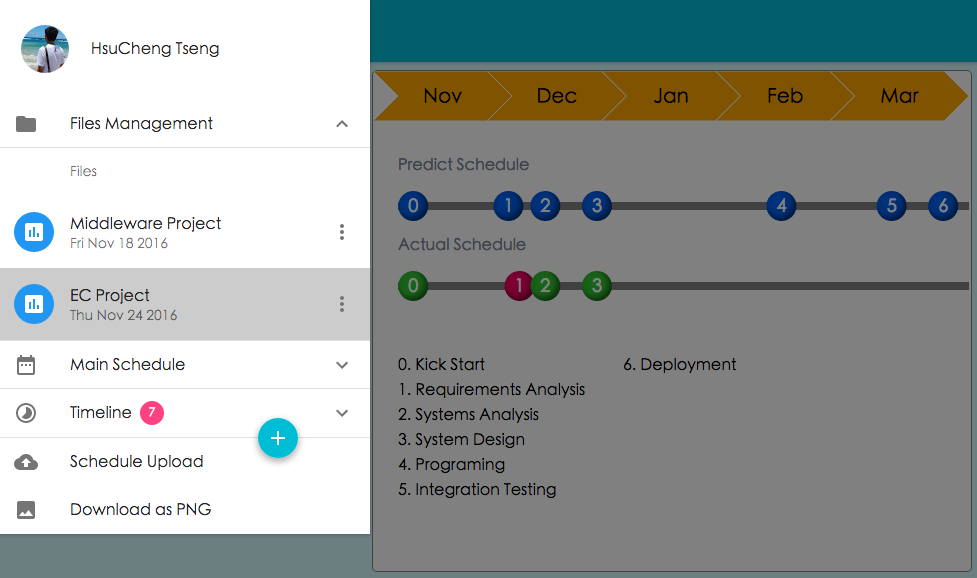 HsuCheng Tseng
Files Management
Files
Middleware Project
Fri Nov 18 2016
EC Project
Thu Nov 24 2016
Main Schedule
Timeline 7
+
Schedule Upload
Download as PNG
Nov Dec Jan Feb Mar
Predict Schedule
0 1 2 3 4 5 6
Actual Schedule
0 1 2 3
0. Kick Start
1. Requirements Analysis
2. Systems Analysis
3. System Design
4. Programing
5. Integration Testing
6. Deployment